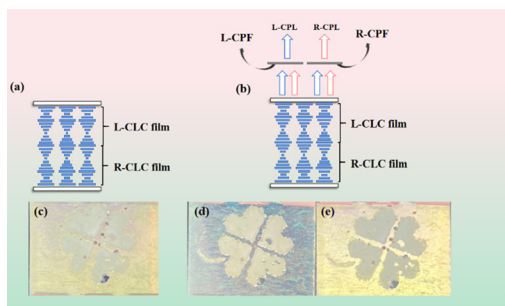 L-CPL R-CPL
L-CPF R-CPF
(a) (b)
L-CLC film L-CLC film
R-CLC film R-CLC film
(c) (d) (e)